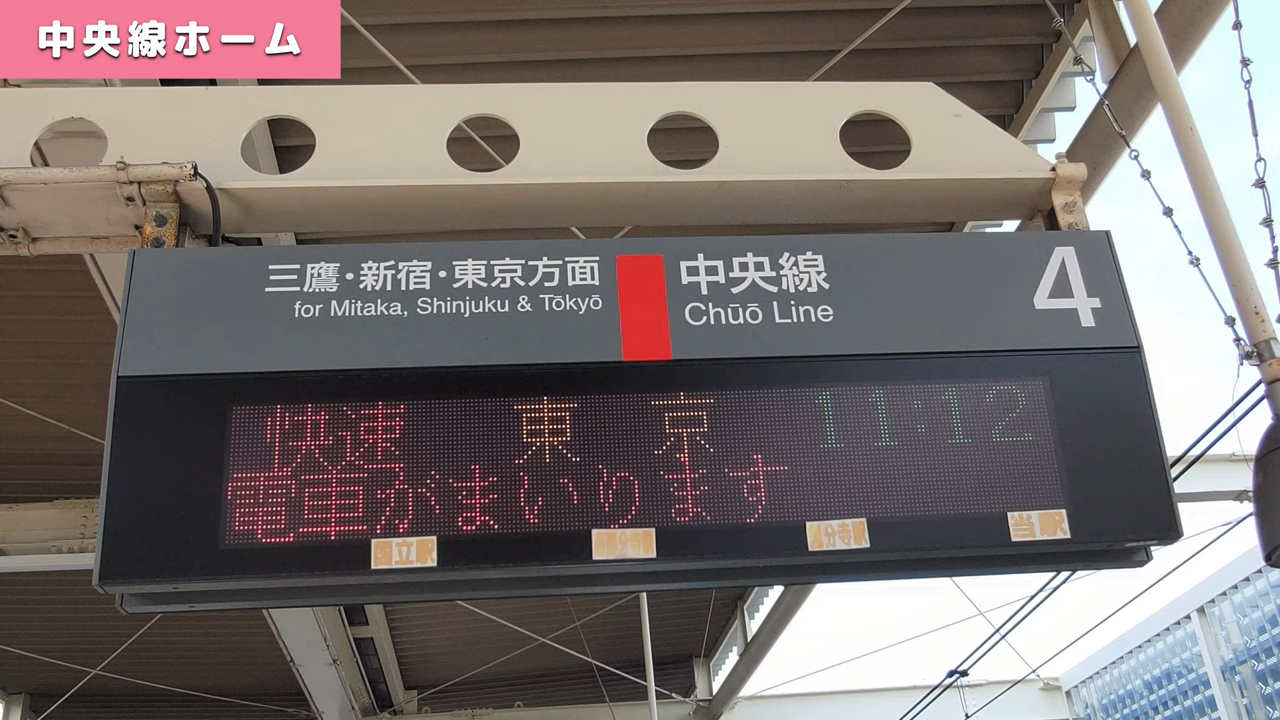 中央線ホーム
三鷹・新宿・東京方面
for Mitaka, Shinjuku & Tōkyō
中央線
Chūō Line
4
快速 東京 11:12
電車がまいります
国立駅
分寺駅
当駅